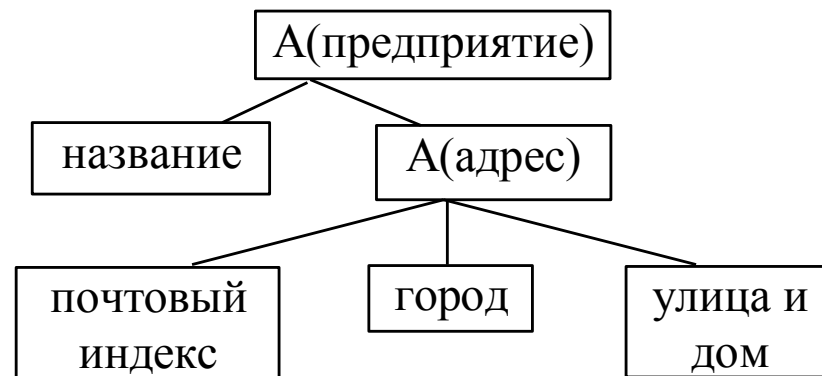 А(предприятие)
название
А(адрес)
почтовый
индекс
город
улица и
дом